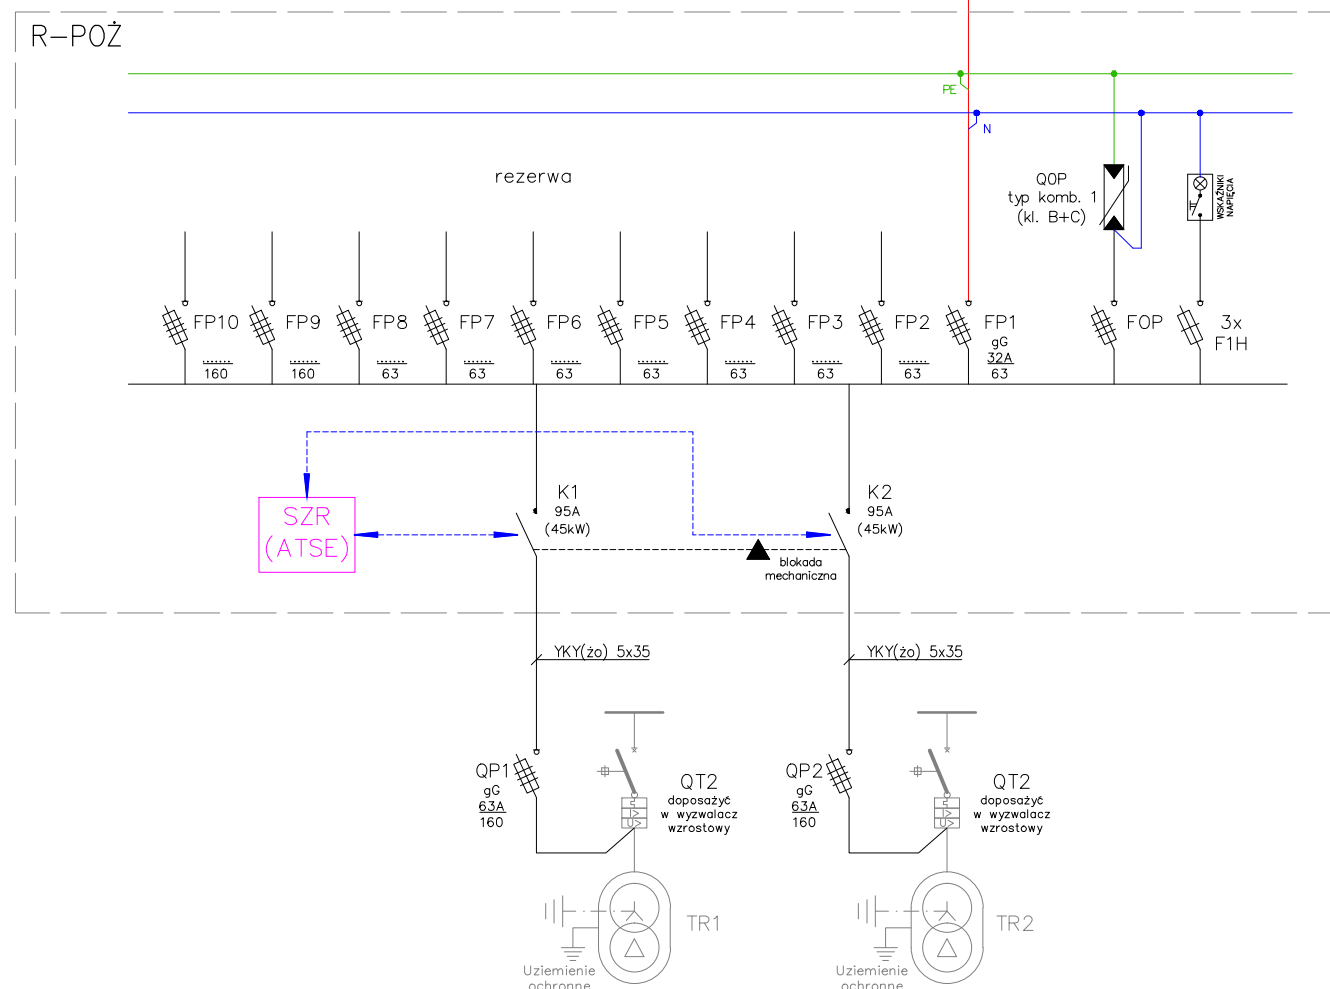 R-POŻ
PE
N
rezerwa
QOP
typ komb. 1
(kl. B+C)
WSKAŹNIKI
NAPIĘCIA
FP10
FP9
FP8
FP7
FP6
FP5
FP4
FP3
FP2
FP1
FOP
3x
F1H
gG
32A
63
160
160
63
63
63
63
63
63
63
K1
95A
(45kW)
K2
95A
(45kW)
SZR
(ATSE)
blokada
mechaniczna
YKY(żo) 5x35
YKY(żo) 5x35
QP1
gG
63A
160
QT2
doposażyć
w wyzwalacz
wzrostowy
QP2
gG
63A
160
QT2
doposażyć
w wyzwalacz
wzrostowy
TR1
TR2
Uziemienie
ochronne
Uziemienie
ochronne